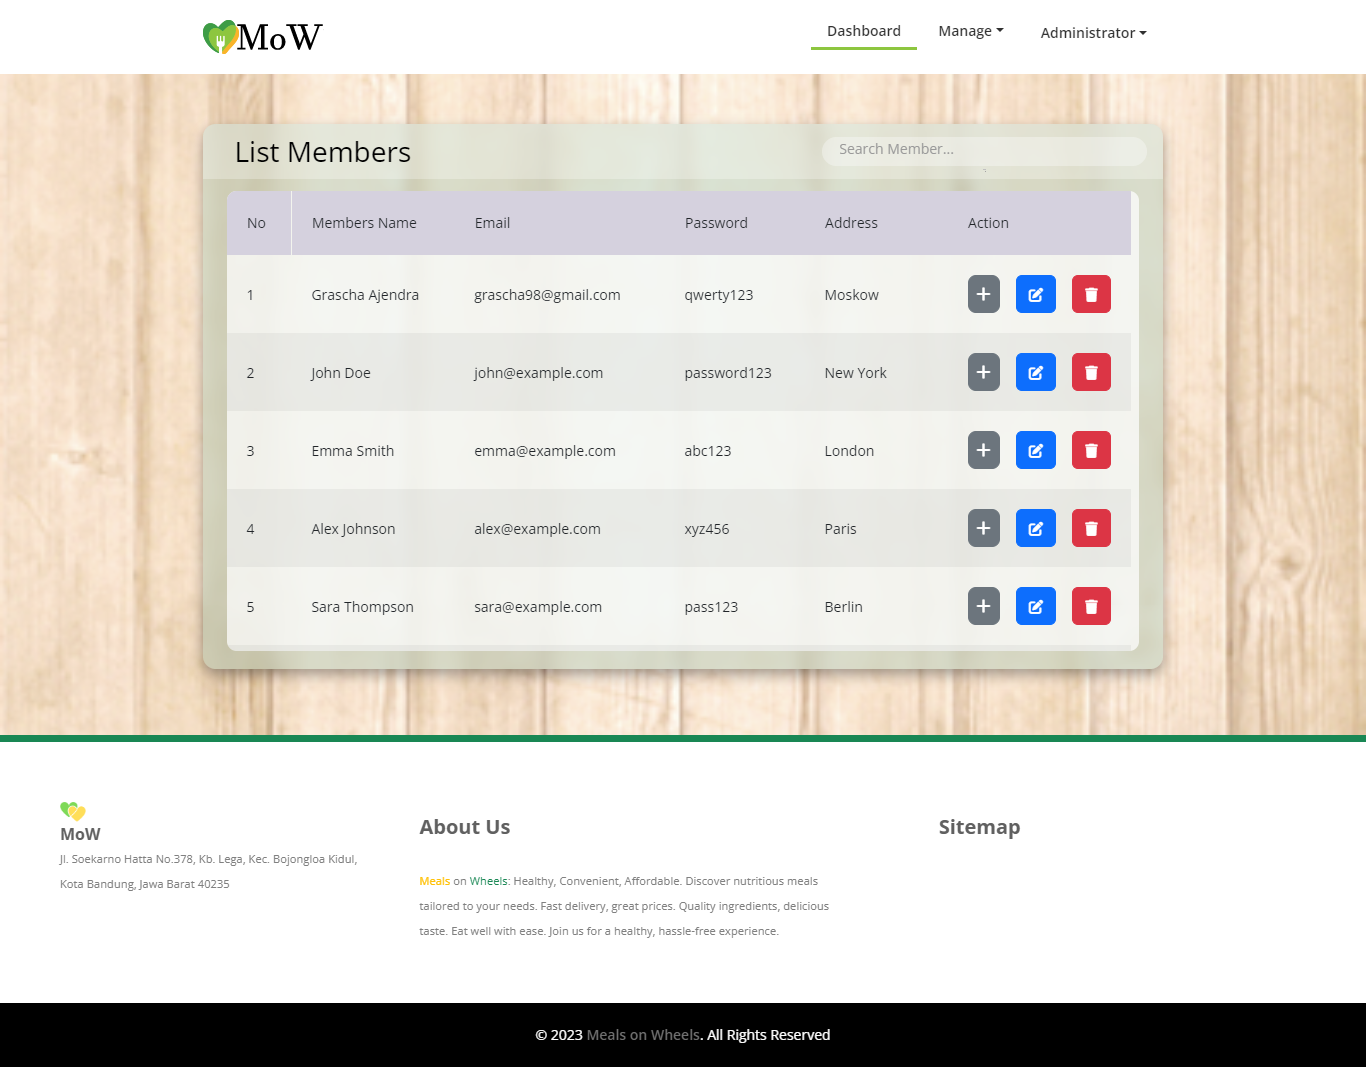 MoW
Dashboard
Manage
Administrator
List Members
Search Member...
No Members Name Email Password Address Action
1 Grascha Ajendra grascha98@gmail.com qwerty123 Moskow
2 John Doe john@example.com password123 New York
3 Emma Smith emma@example.com abc123 London
4 Alex Johnson alex@example.com xyz456 Paris
5 Sara Thompson sara@example.com pass123 Berlin
MoW
Jl. Soekarno Hatta No.378, Kb. Lega, Kec. Bojongloa Kidul,
Kota Bandung, Jawa Barat 40235
About Us
Meals on Wheels: Healthy, Convenient, Affordable. Discover nutritious meals
tailored to your needs. Fast delivery, great prices. Quality ingredients, delicious
taste. Eat well with ease. Join us for a healthy, hassle-free experience.
Sitemap
© 2023 Meals on Wheels. All Rights Reserved